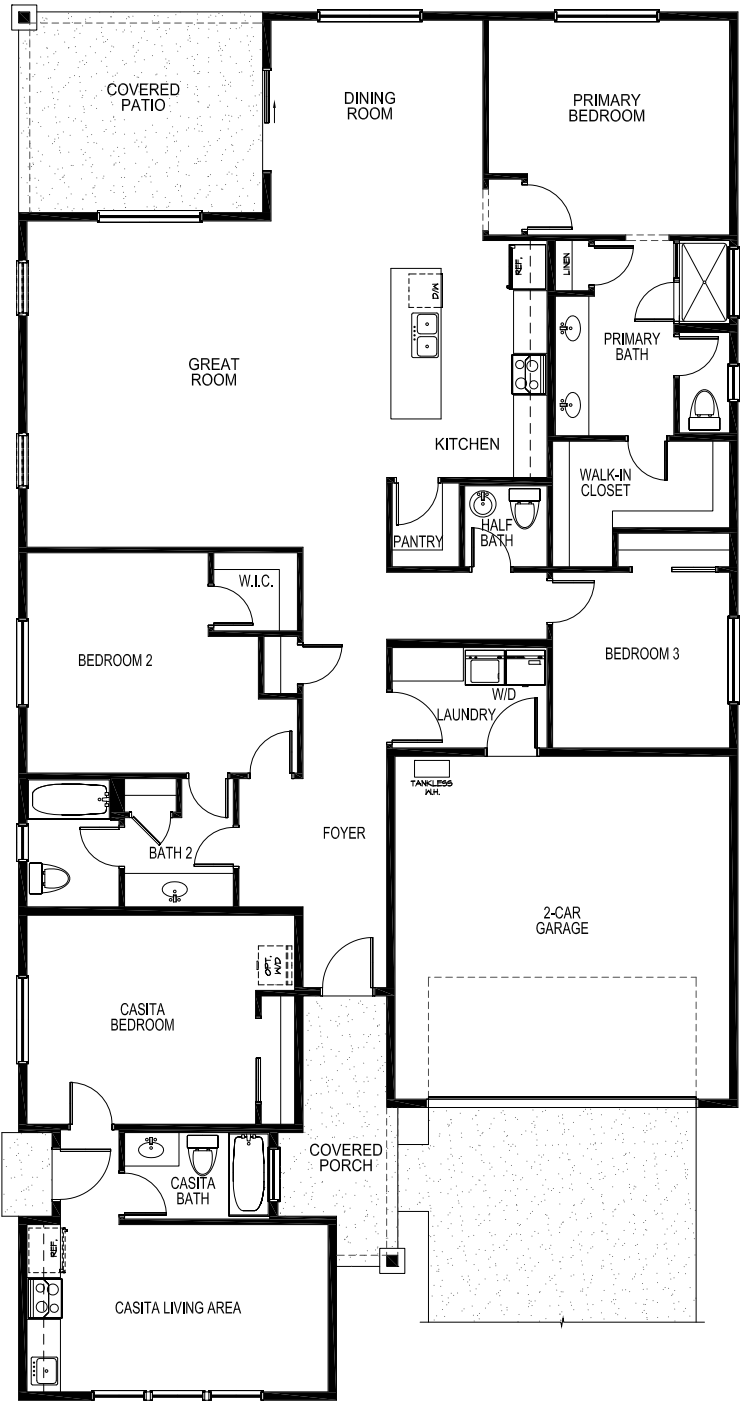 COVERED
PATIO
DINING
ROOM
PRIMARY
BEDROOM
REF.
LINEN
D/W
PRIMARY
BATH
GREAT
ROOM
KITCHEN
WALK-IN
CLOSET
PANTRY
HALF
BATH
W.I.C.
BEDROOM 2
BEDROOM 3
W/D
LAUNDRY
TANKLESS
W.H.
FOYER
BATH 2
2-CAR
GARAGE
OPT.
W/D
CASITA
BEDROOM
COVERED
PORCH
CASITA
BATH
REF.
CASITA LIVING AREA